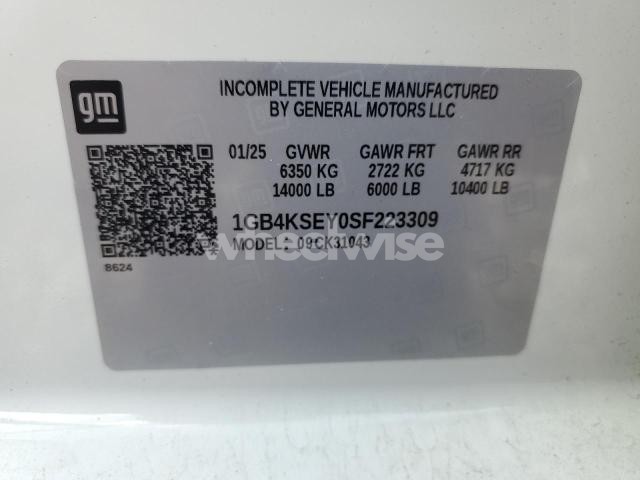 gm
INCOMPLETE VEHICLE MANUFACTURED
BY GENERAL MOTORS LLC
01/25 GVWR GAWR FRT GAWR RR
6350 KG 2722 KG 4717 KG
14000 LB 6000 LB 10400 LB
1GB4KSEY0SF223309
MODEL: 09CK31043
8624
wheelwise